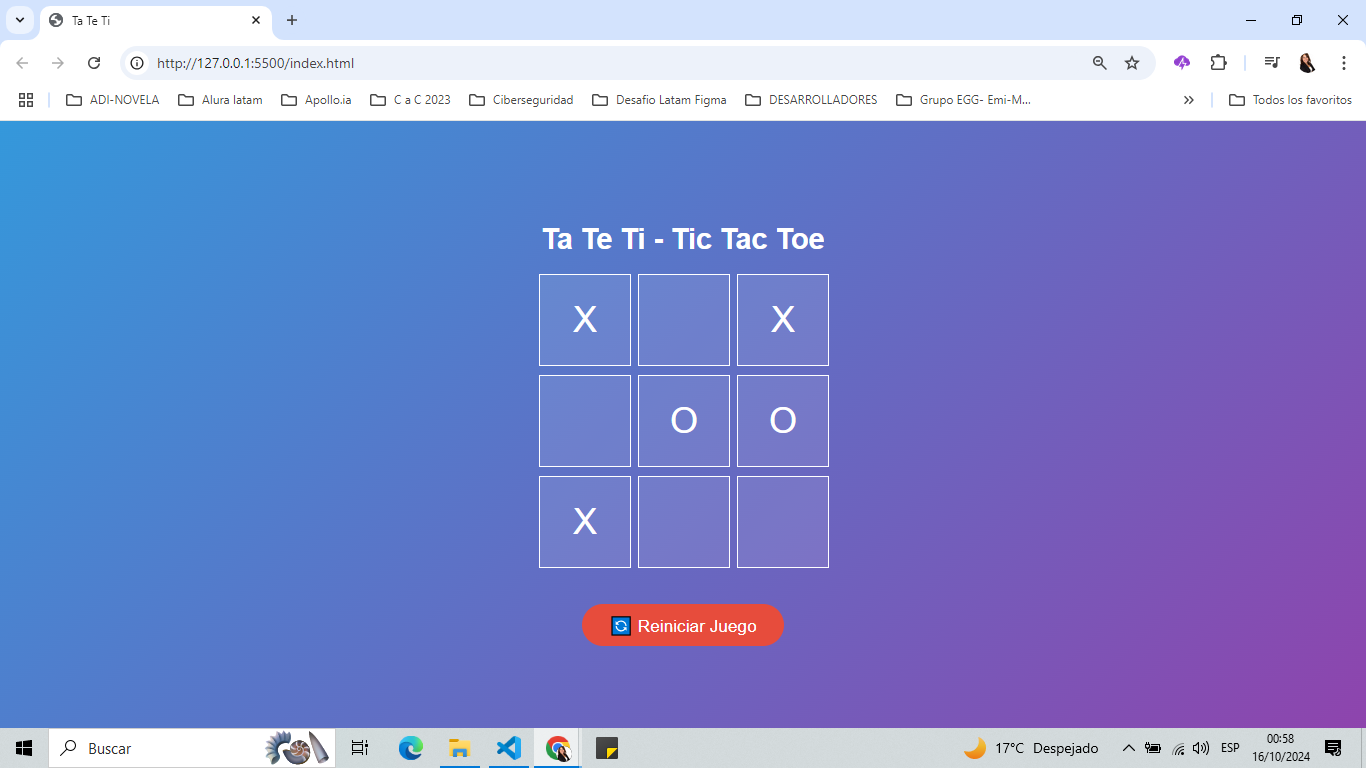 Ta Te Ti
http://127.0.0.1:5500/index.html
ADI-NOVELA Alura latam Apollo.ia C a C 2023 Ciberseguridad Desafio Latam Figma DESARROLLADORES Grupo EGG- Emi-M... Todos los favoritos
Ta Te Ti - Tic Tac Toe
X X
O O
X
Reiniciar Juego
Buscar 17°C Despejado ESP 00:58
16/10/2024